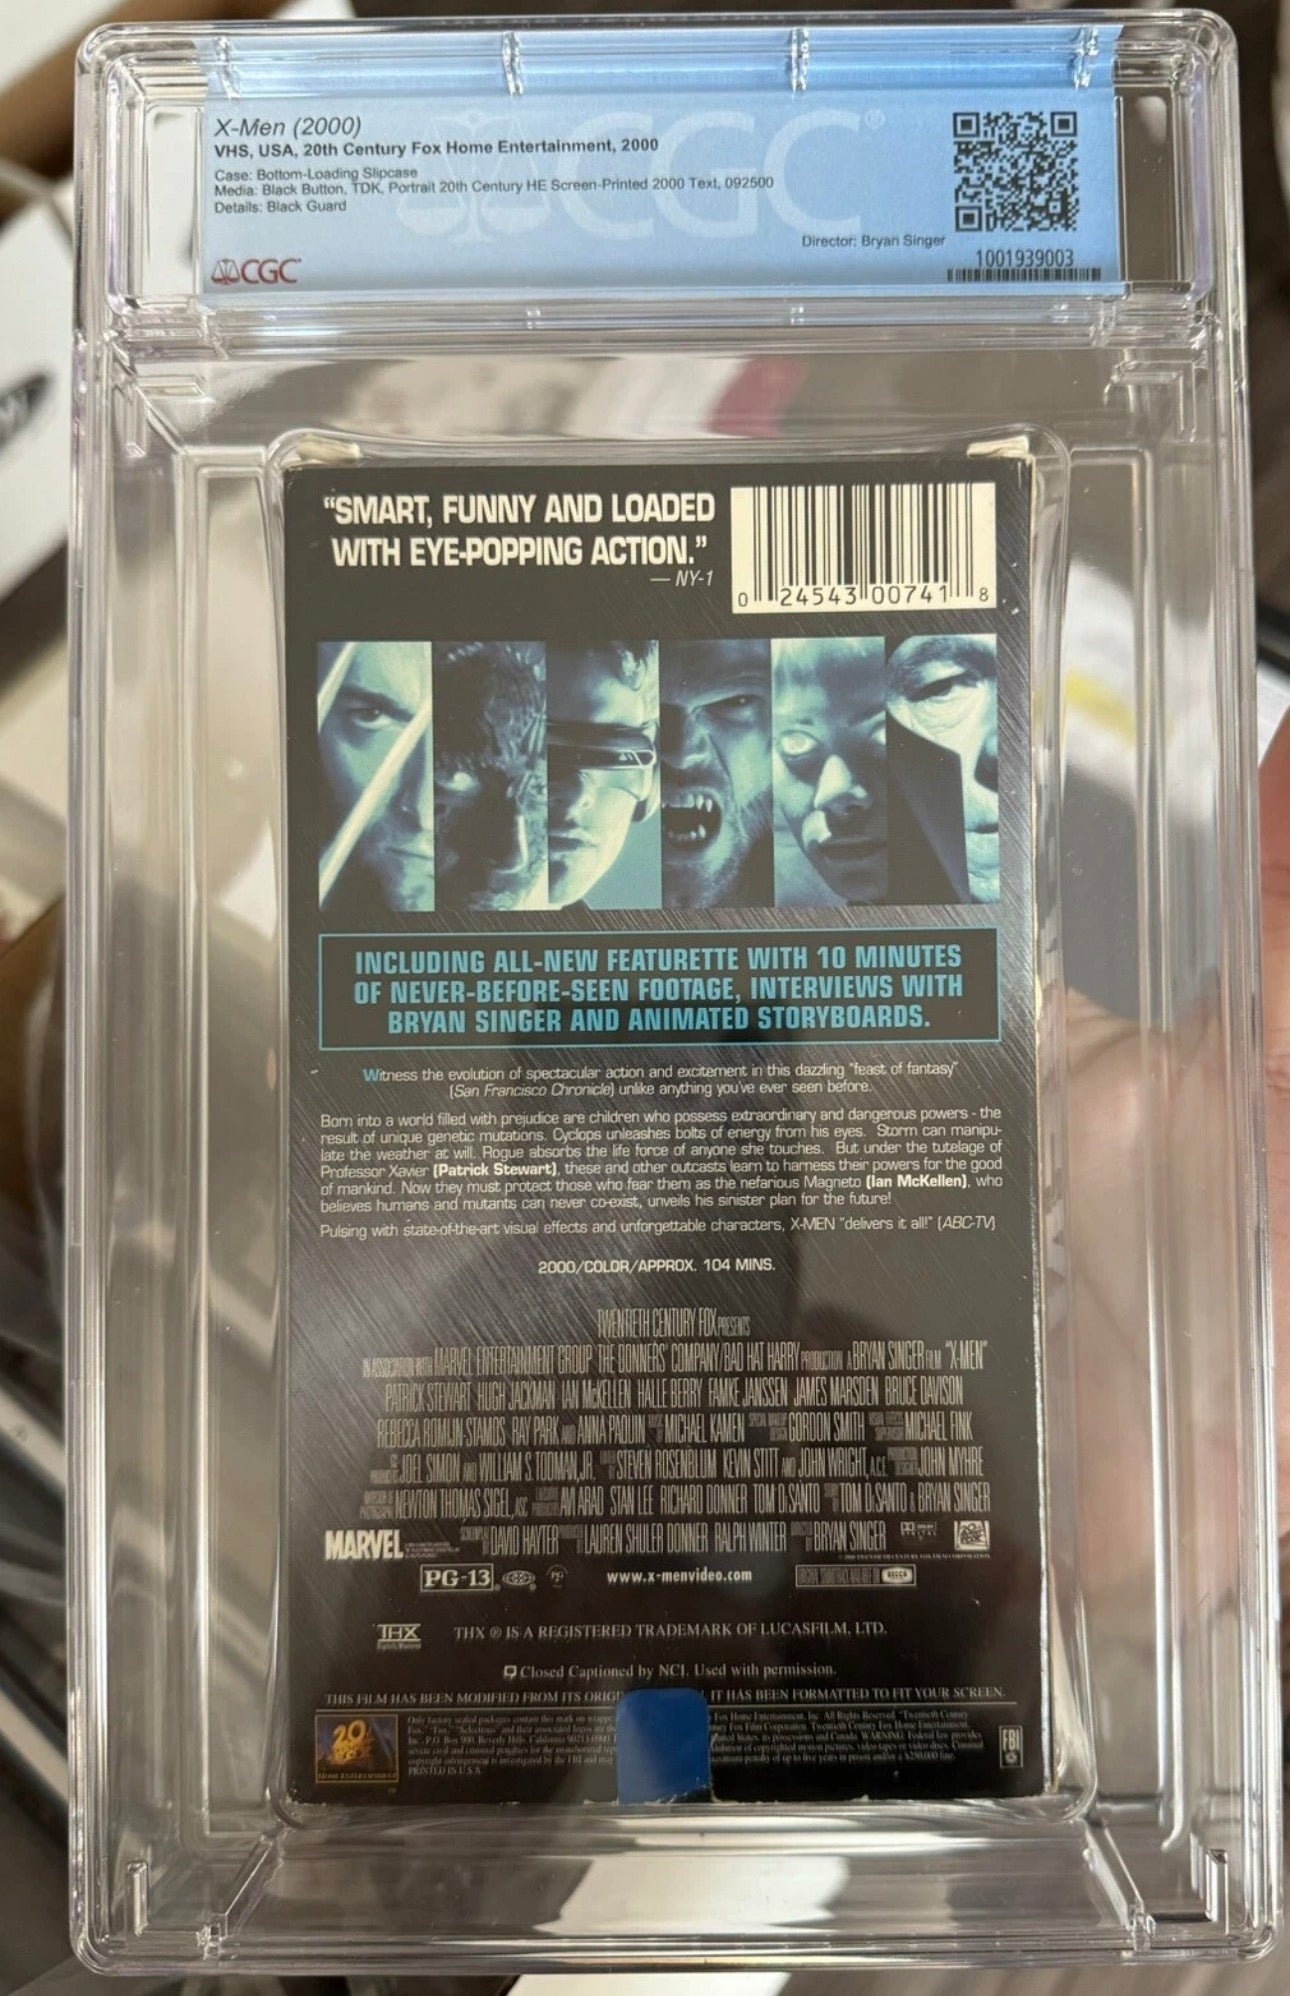 X-Men (2000)
VHS, USA, 20th Century Fox Home Entertainment, 2000
Case: Bottom-Loading Slipcase
Media: Black Button, TDK, Portrait 20th Century HE Screen-Printed 2000 Text, 092500
Details: Black Guard
CGC®
Director: Bryan Singer
CGC
1001939003
“SMART, FUNNY AND LOADED
WITH EYE-POPPING ACTION.”
— NY-1
0 24543 00741 8
INCLUDING ALL-NEW FEATURETTE WITH 10 MINUTES
OF NEVER-BEFORE-SEEN FOOTAGE, INTERVIEWS WITH
BRYAN SINGER AND ANIMATED STORYBOARDS.
Witness the evolution of spectacular action and excitement in this dazzling "feast of fantasy"
(San Francisco Chronicle) unlike anything you've ever seen before.
Born into a world filled with prejudice are children who possess extraordinary and dangerous powers - the
result of unique genetic mutations. Cyclops unleashes bolts of energy from his eyes. Storm can manipu-
late the weather at will. Rogue absorbs the life force of anyone she touches. But under the tutelage of
Professor Xavier (Patrick Stewart), these and other outcasts learn to harness their powers for the good
of mankind. Now they must protect those who fear them as the nefarious Magneto (Ian McKellen), who
believes humans and mutants can never co-exist, unveils his sinister plan for the future!
Pulsing with state-of-the-art visual effects and unforgettable characters, X-MEN "delivers it all!" (ABC-TV)
2000/COLOR/APPROX. 104 MINS.
TWENTIETH CENTURY FOX PRESENTS
IN ASSOCIATION WITH MARVEL ENTERTAINMENT GROUP THE DONNERS' COMPANY/BAD HAT HARRY PRODUCTION A BRYAN SINGER FILM "X-MEN"
PATRICK STEWART HUGH JACKMAN IAN McKELLEN HALLE BERRY FAMKE JANSSEN JAMES MARSDEN BRUCE DAVISON
REBECCA ROMIJN-STAMOS RAY PARK AND ANNA PAQUIN MICHAEL KAMEN GORDON SMITH MICHAEL FINK
JOEL SIMON AND WILLIAM S. TODMAN, JR. STEVEN ROSENBLUM KEVIN STITT AND JOHN WRIGHT, A.C.E. JOHN MYHRE
NEWTON THOMAS SIGEL, ASC AVI ARAD STAN LEE RICHARD DONNER TOM DeSANTO TOM DeSANTO & BRYAN SINGER
MARVEL DAVID HAYTER LAUREN SHULER DONNER RALPH WINTER BRYAN SINGER
PG-13 www.x-menvideo.com DECCA
THX THX ® IS A REGISTERED TRADEMARK OF LUCASFILM, LTD.
Closed Captioned by NCI. Used with permission.
THIS FILM HAS BEEN MODIFIED FROM ITS IT HAS BEEN FORMATTED TO FIT YOUR SCREEN.
20
HOME ENTERTAINMENT
PRINTED IN U.S.A.
FBI